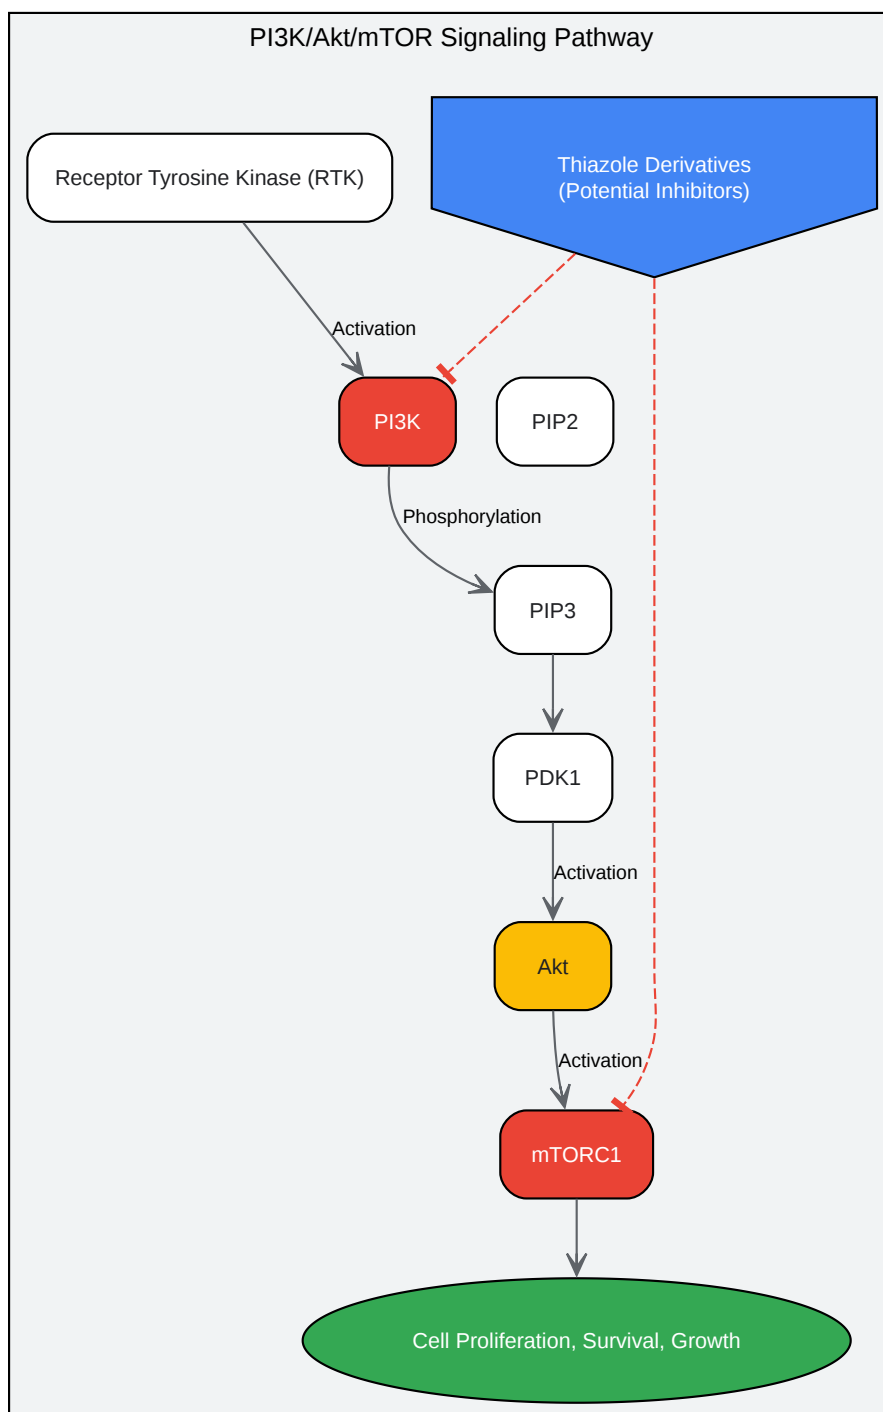 PI3K/Akt/mTOR Signaling Pathway
Receptor Tyrosine Kinase (RTK)
Thiazole Derivatives
(Potential Inhibitors)
Activation
PI3K
PIP2
Phosphorylation
PIP3
PDK1
Activation
Akt
Activation
mTORC1
Cell Proliferation, Survival, Growth